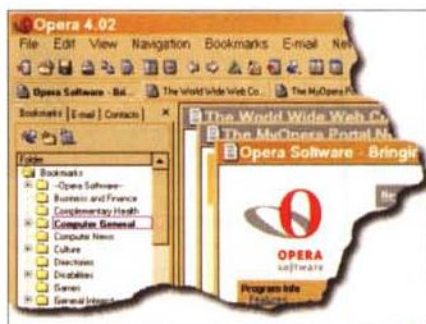 Opera 4.02
File Edit View Navigation Bookmarks E-mail
Opera Software - Bri... The World Wide Web Co... The MyOpera
Bookmarks E-mail Contacts ×
Folder
Bookmarks
-Opera Software-
Business and Finance
Complementary Health
Computer General
Computer News
Culture
Directories
Disabilities
Games
General Interest
The World Wide Web Co
The MyOpera Portal N
Opera Software - Bringin
OPERA
software
Program Info
Features